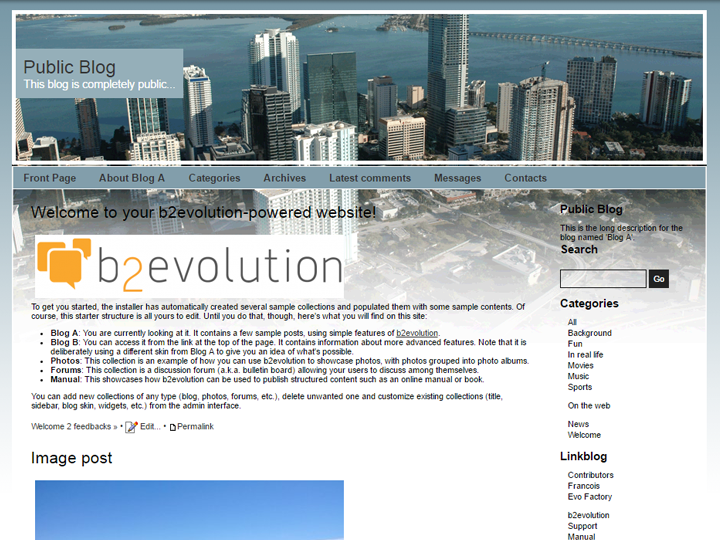 Public Blog
This blog is completely public...
Front Page About Blog A Categories Archives Latest comments Messages Contacts
Welcome to your b2evolution-powered website!
b2evolution
To get you started, the installer has automatically created several sample collections and populated them with some sample contents. Of
course, this starter structure is all yours to edit. Until you do that, though, here's what you will find on this site:
• Blog A: You are currently looking at it. It contains a few sample posts, using simple features of b2evolution.
• Blog B: You can access it from the link at the top of the page. It contains information about more advanced features. Note that it is
deliberately using a different skin from Blog A to give you an idea of what's possible.
• Photos: This collection is an example of how you can use b2evolution to showcase photos, with photos grouped into photo albums.
• Forums: This collection is a discussion forum (a.k.a. bulletin board) allowing your users to discuss among themselves.
• Manual: This showcases how b2evolution can be used to publish structured content such as an online manual or book.
You can add new collections of any type (blog, photos, forums, etc.), delete unwanted one and customize existing collections (title,
sidebar, blog skin, widgets, etc.) from the admin interface.
Welcome 2 feedbacks » • Edit... • Permalink
Image post
Public Blog
This is the long description for the
blog named 'Blog A'.
Search
Go
Categories
All
Background
Fun
In real life
Movies
Music
Sports
On the web
News
Welcome
Linkblog
Contributors
Francois
Evo Factory
b2evolution
Support
Manual